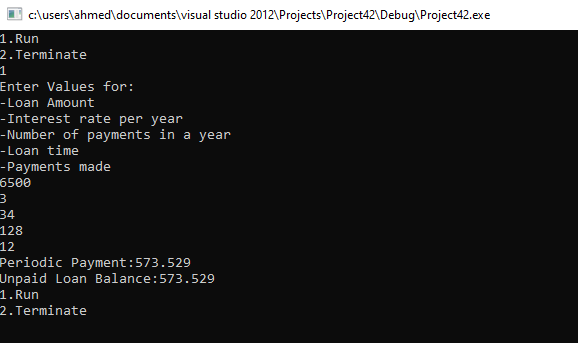 c:\users\ahmed\documents\visual studio 2012\Projects\Project42\Debug\Project42.exe
1.Run
2.Terminate
1
Enter Values for:
-Loan Amount
-Interest rate per year
-Number of payments in a year
-Loan time
-Payments made
6500
3
34
128
12
Periodic Payment:573.529
Unpaid Loan Balance:573.529
1.Run
2.Terminate